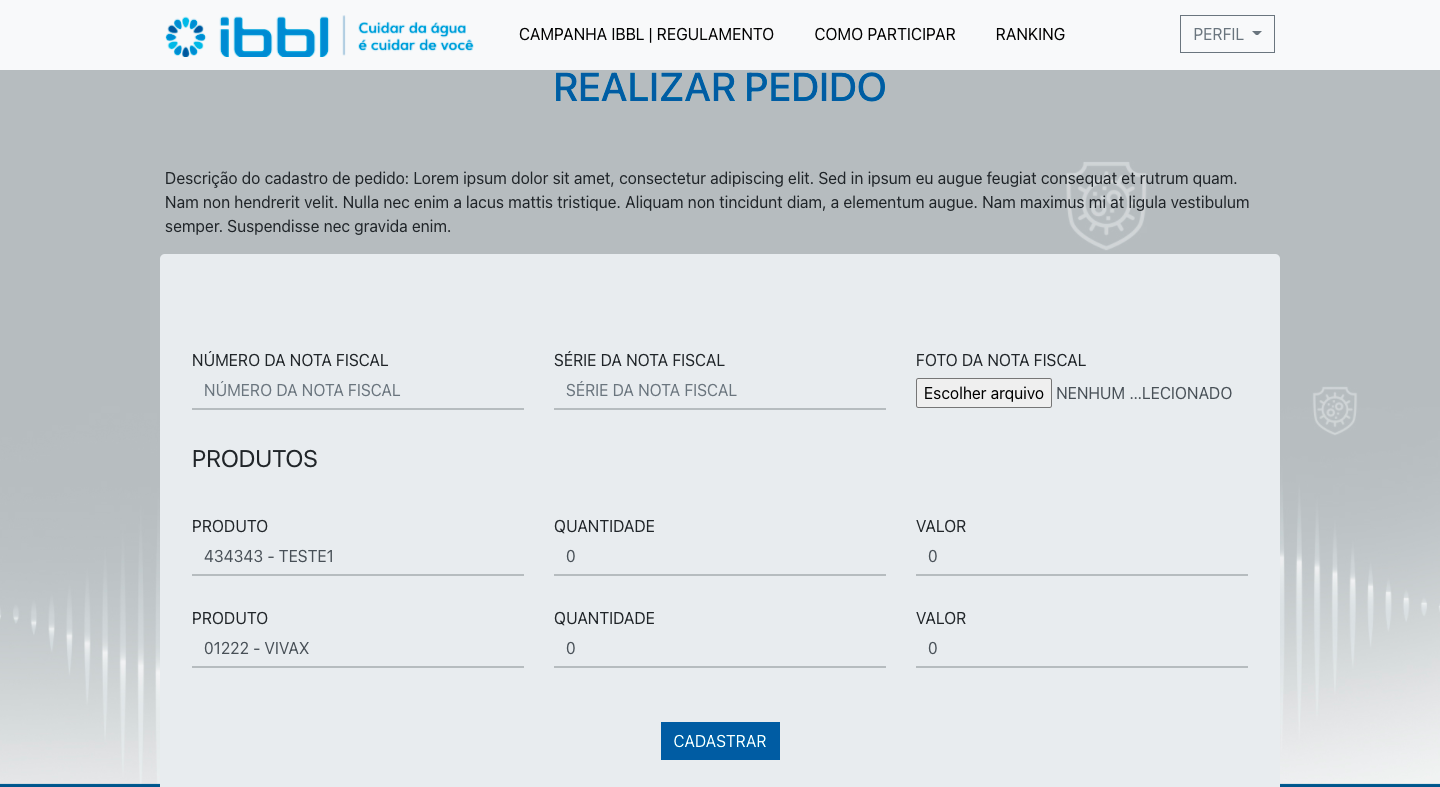 ibbl
Cuidar da água
é cuidar de você
CAMPANHA IBBL | REGULAMENTO
COMO PARTICIPAR
RANKING
PERFIL
REALIZAR PEDIDO
Descrição do cadastro de pedido: Lorem ipsum dolor sit amet, consectetur adipiscing elit. Sed in ipsum eu augue feugiat consequat et rutrum quam.
Nam non hendrerit velit. Nulla nec enim a lacus mattis tristique. Aliquam non tincidunt diam, a elementum augue. Nam maximus mi at ligula vestibulum
semper. Suspendisse nec gravida enim.
NÚMERO DA NOTA FISCAL
NÚMERO DA NOTA FISCAL
SÉRIE DA NOTA FISCAL
SÉRIE DA NOTA FISCAL
FOTO DA NOTA FISCAL
Escolher arquivo NENHUM ...LECIONADO
PRODUTOS
PRODUTO
434343 - TESTE1
QUANTIDADE
0
VALOR
0
PRODUTO
01222 - VIVAX
QUANTIDADE
0
VALOR
0
CADASTRAR